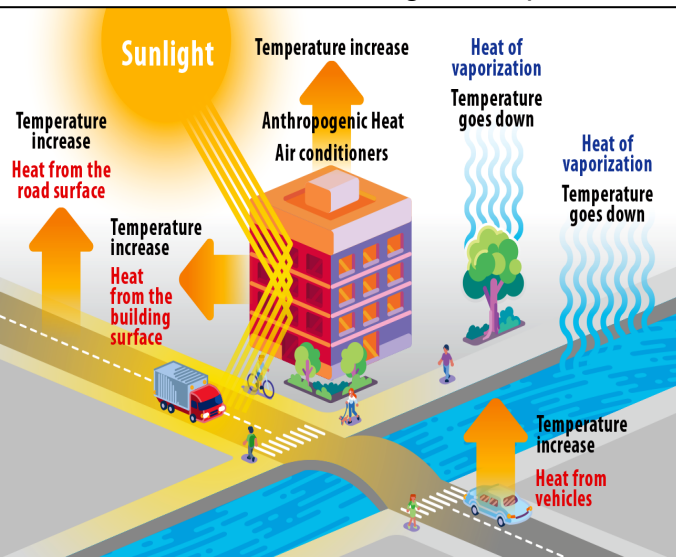 Sunlight
Temperature increase
Anthropogenic Heat
Air conditioners
Heat of
vaporization
Temperature
goes down
Heat of
vaporization
Temperature
goes down
Temperature
increase
Heat from the
road surface
Temperature
increase
Heat
from the
building
surface
Temperature
increase
Heat from
vehicles